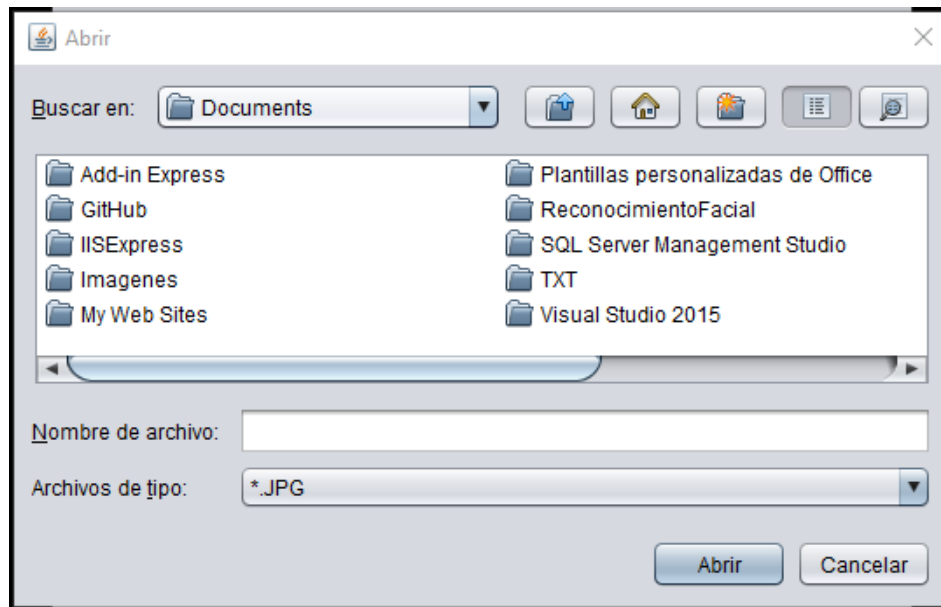 Abrir
Buscar en: Documents
Add-in Express
GitHub
IISExpress
Imagenes
My Web Sites
Plantillas personalizadas de Office
ReconocimientoFacial
SQL Server Management Studio
TXT
Visual Studio 2015
Nombre de archivo:
Archivos de tipo: *.JPG
Abrir Cancelar